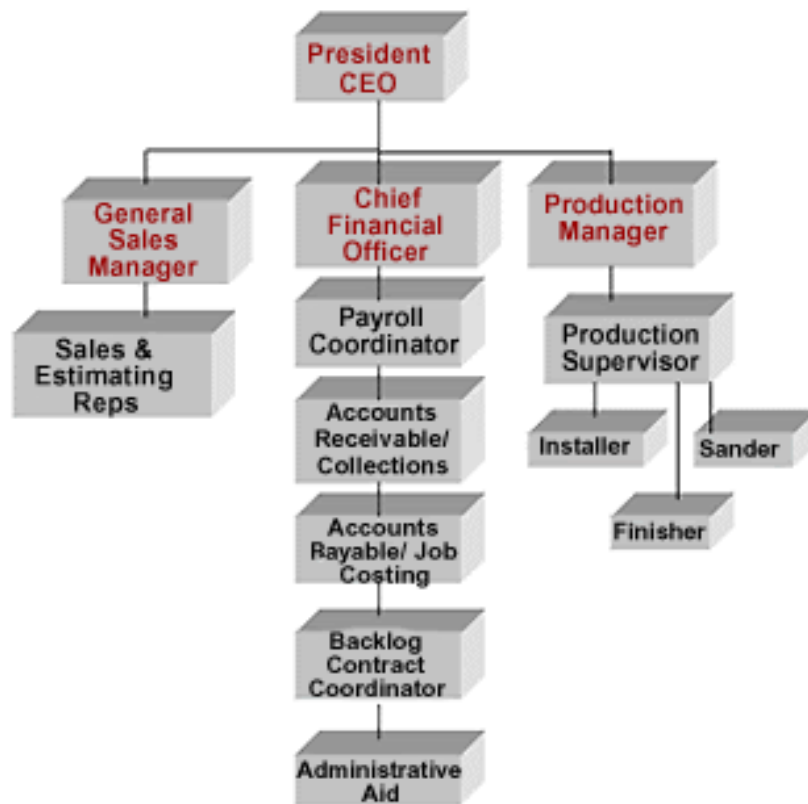 President
CEO
General
Sales
Manager
Chief
Financial
Officer
Production
Manager
Sales &
Estimating
Reps
Payroll
Coordinator
Accounts
Receivable/
Collections
Accounts
Rayable/ Job
Costing
Backlog
Contract
Coordinator
Administrative
Aid
Production
Supervisor
Installer
Sander
Finisher